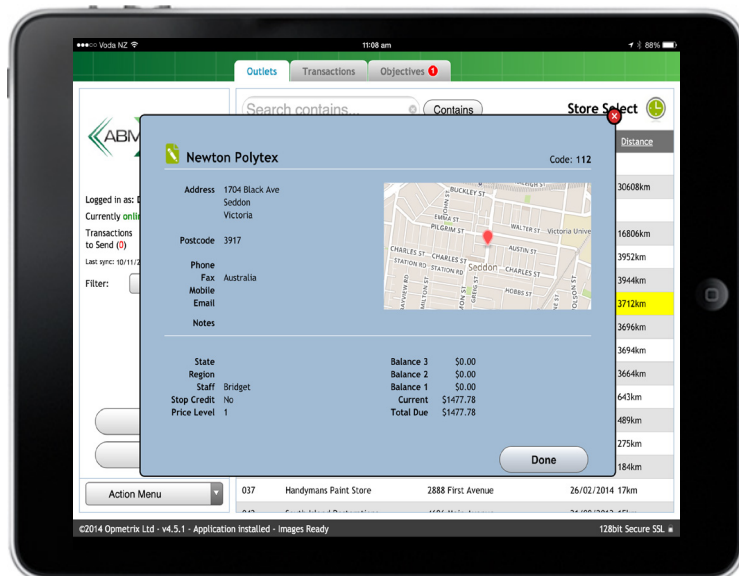 Voda NZ 11:08 am 88%
Outlets Transactions Objectives 1
Search contains... Contains Store Select
ABM
Distance
Newton Polytex Code: 112
Address 1704 Black Ave
Seddon
Victoria
Postcode 3917
Phone
Fax Australia
Mobile
Email
Notes
BUCKLEY ST
EMMA ST
PILGRIM ST
WALTER ST
Victoria Unive
CHARLES ST
CHARLES ST
AUSTIN ST
STATION RD
STATION RD
Seddon
CHARLES ST
HOBBS ST
GREIG ST
State
Region
Staff Bridget
Stop Credit No
Price Level 1
Balance 3 $0.00
Balance 2 $0.00
Balance 1 $0.00
Current $1477.78
Total Due $1477.78
Done
Logged in as:
Currently onli
Transactions
to Send (0)
Last sync: 10/11/2
Filter:
30608km
16806km
3952km
3944km
3712km
3696km
3694km
3664km
643km
489km
275km
184km
Action Menu
037 Handymans Paint Store 2888 First Avenue 26/02/2014 17km
©2014 Opmetrix Ltd - v4.5.1 - Application installed - Images Ready 128bit Secure SSL